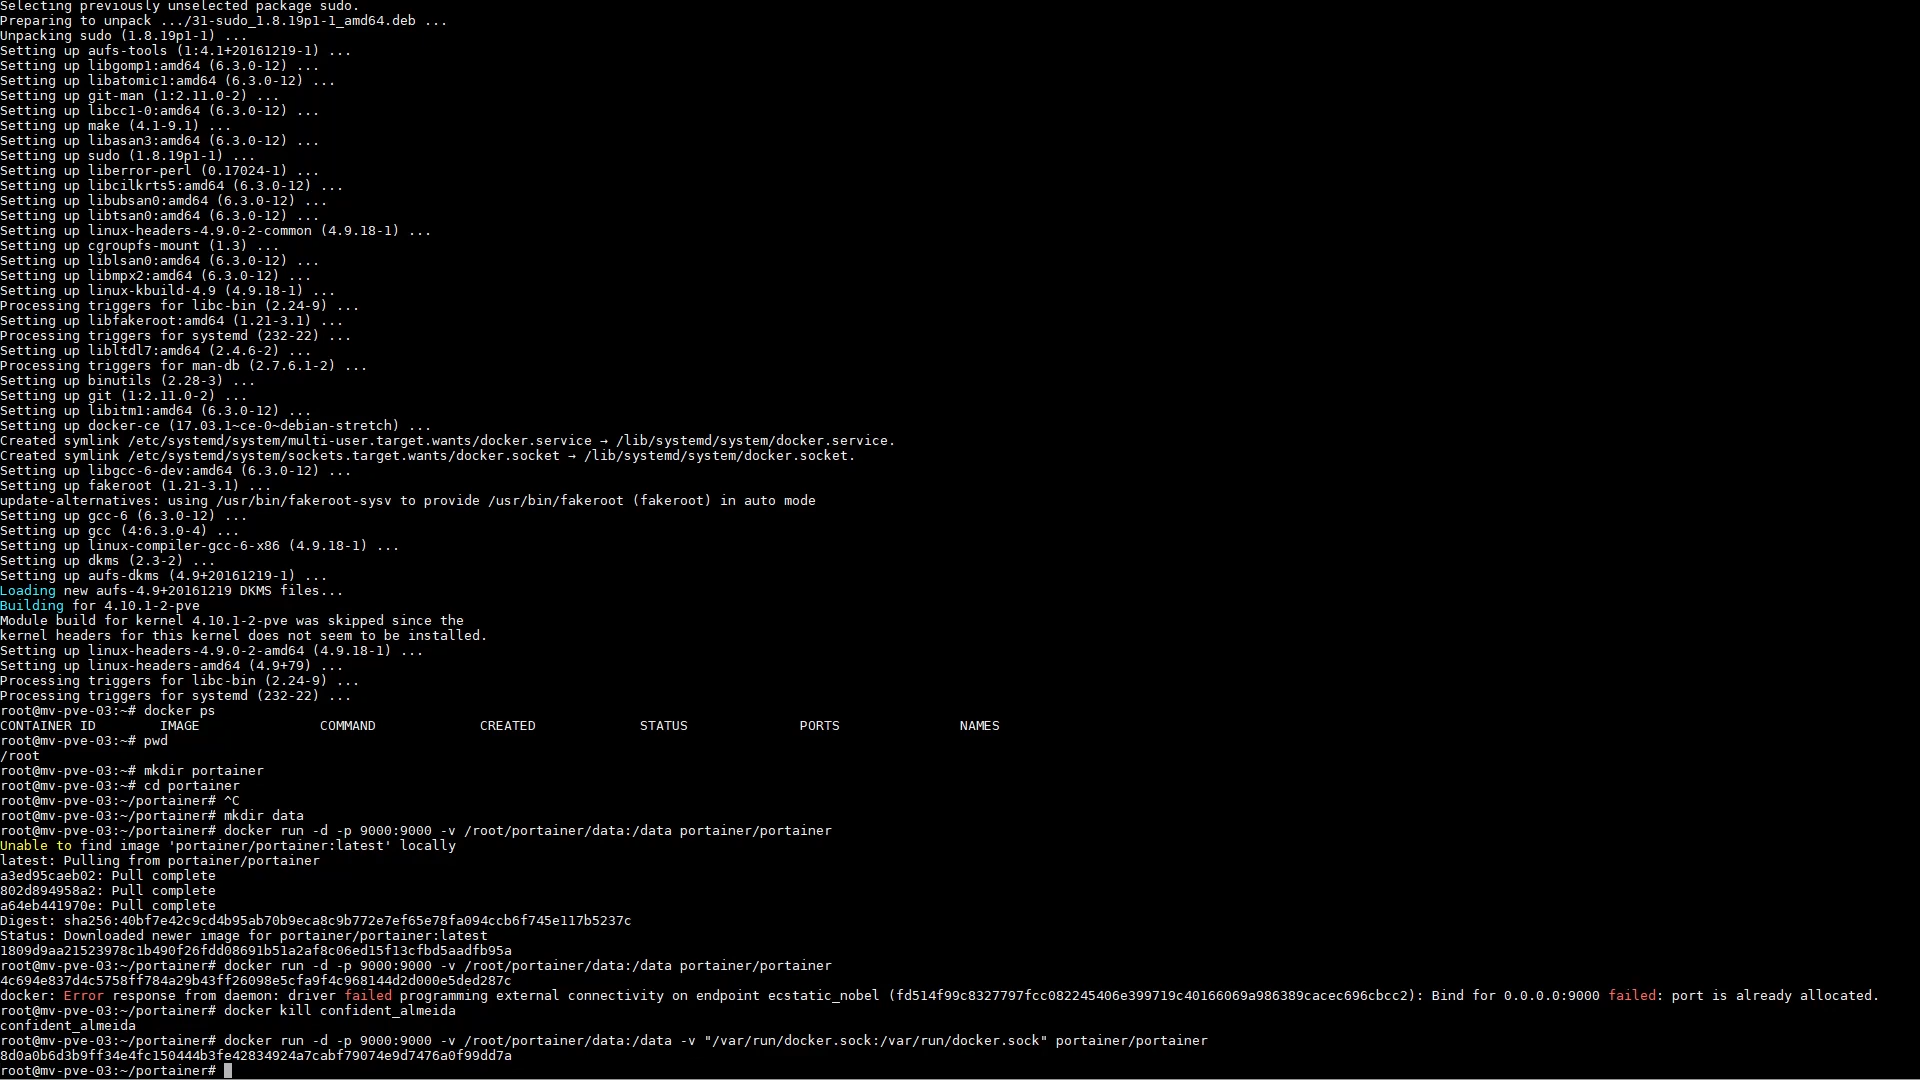 Selecting previously unselected package sudo.
Preparing to unpack .../31-sudo_1.8.19p1-1_amd64.deb ...
Unpacking sudo (1.8.19p1-1) ...
Setting up aufs-tools (1:4.1+20161219-1) ...
Setting up libgomp1:amd64 (6.3.0-12) ...
Setting up libatomic1:amd64 (6.3.0-12) ...
Setting up git-man (1:2.11.0-2) ...
Setting up libcc1-0:amd64 (6.3.0-12) ...
Setting up make (4.1-9.1) ...
Setting up libasan3:amd64 (6.3.0-12) ...
Setting up sudo (1.8.19p1-1) ...
Setting up liberror-perl (0.17024-1) ...
Setting up libcilkrts5:amd64 (6.3.0-12) ...
Setting up libubsan0:amd64 (6.3.0-12) ...
Setting up libtsan0:amd64 (6.3.0-12) ...
Setting up linux-headers-4.9.0-2-common (4.9.18-1) ...
Setting up cgroupfs-mount (1.3) ...
Setting up liblsan0:amd64 (6.3.0-12) ...
Setting up libmpx2:amd64 (6.3.0-12) ...
Setting up linux-kbuild-4.9 (4.9.18-1) ...
Processing triggers for libc-bin (2.24-9) ...
Setting up libfakeroot:amd64 (1.21-3.1) ...
Processing triggers for systemd (232-22) ...
Setting up libltdl7:amd64 (2.4.6-2) ...
Processing triggers for man-db (2.7.6.1-2) ...
Setting up binutils (2.28-3) ...
Setting up git (1:2.11.0-2) ...
Setting up libitm1:amd64 (6.3.0-12) ...
Setting up docker-ce (17.03.1~ce-0~debian-stretch) ...
Created symlink /etc/systemd/system/multi-user.target.wants/docker.service → /lib/systemd/system/docker.service.
Created symlink /etc/systemd/system/sockets.target.wants/docker.socket → /lib/systemd/system/docker.socket.
Setting up libgcc-6-dev:amd64 (6.3.0-12) ...
Setting up fakeroot (1.21-3.1) ...
update-alternatives: using /usr/bin/fakeroot-sysv to provide /usr/bin/fakeroot (fakeroot) in auto mode
Setting up gcc-6 (6.3.0-12) ...
Setting up gcc (4:6.3.0-4) ...
Setting up linux-compiler-gcc-6-x86 (4.9.18-1) ...
Setting up dkms (2.3-2) ...
Setting up aufs-dkms (4.9+20161219-1) ...
Loading new aufs-4.9+20161219 DKMS files...
Building for 4.10.1-2-pve
Module build for kernel 4.10.1-2-pve was skipped since the
kernel headers for this kernel does not seem to be installed.
Setting up linux-headers-4.9.0-2-amd64 (4.9.18-1) ...
Setting up linux-headers-amd64 (4.9+79) ...
Processing triggers for libc-bin (2.24-9) ...
Processing triggers for systemd (232-22) ...
root@mv-pve-03:~# docker ps
CONTAINER ID IMAGE COMMAND CREATED STATUS PORTS NAMES
root@mv-pve-03:~# pwd
/root
root@mv-pve-03:~# mkdir portainer
root@mv-pve-03:~# cd portainer
root@mv-pve-03:~/portainer# ^C
root@mv-pve-03:~/portainer# mkdir data
root@mv-pve-03:~/portainer# docker run -d -p 9000:9000 -v /root/portainer/data:/data portainer/portainer
Unable to find image 'portainer/portainer:latest' locally
latest: Pulling from portainer/portainer
a3ed95caeb02: Pull complete
802d894958a2: Pull complete
a64eb441970e: Pull complete
Digest: sha256:40bf7e42c9cd4b95ab70b9eca8c9b772e7ef65e78fa094ccb6f745e117b5237c
Status: Downloaded newer image for portainer/portainer:latest
1809d9aa21523978c1b490f26fdd08691b51a2af8c06ed15f13cfbd5aadfb95a
root@mv-pve-03:~/portainer# docker run -d -p 9000:9000 -v /root/portainer/data:/data portainer/portainer
4c694e837d4c5758ff784a29b43ff26098e5cfa9f4c968144d2d000e5ded287c
docker: Error response from daemon: driver failed programming external connectivity on endpoint ecstatic_nobel (fd514f99c8327797fcc082245406e399719c40166069a986389cacec696cbcc2): Bind for 0.0.0.0:9000 failed: port is already allocated.
root@mv-pve-03:~/portainer# docker kill confident_almeida
confident_almeida
root@mv-pve-03:~/portainer# docker run -d -p 9000:9000 -v /root/portainer/data:/data -v "/var/run/docker.sock:/var/run/docker.sock" portainer/portainer
8d0a0b6d3b9ff34e4fc150444b3fe42834924a7cabf79074e9d7476a0f99dd7a
root@mv-pve-03:~/portainer#